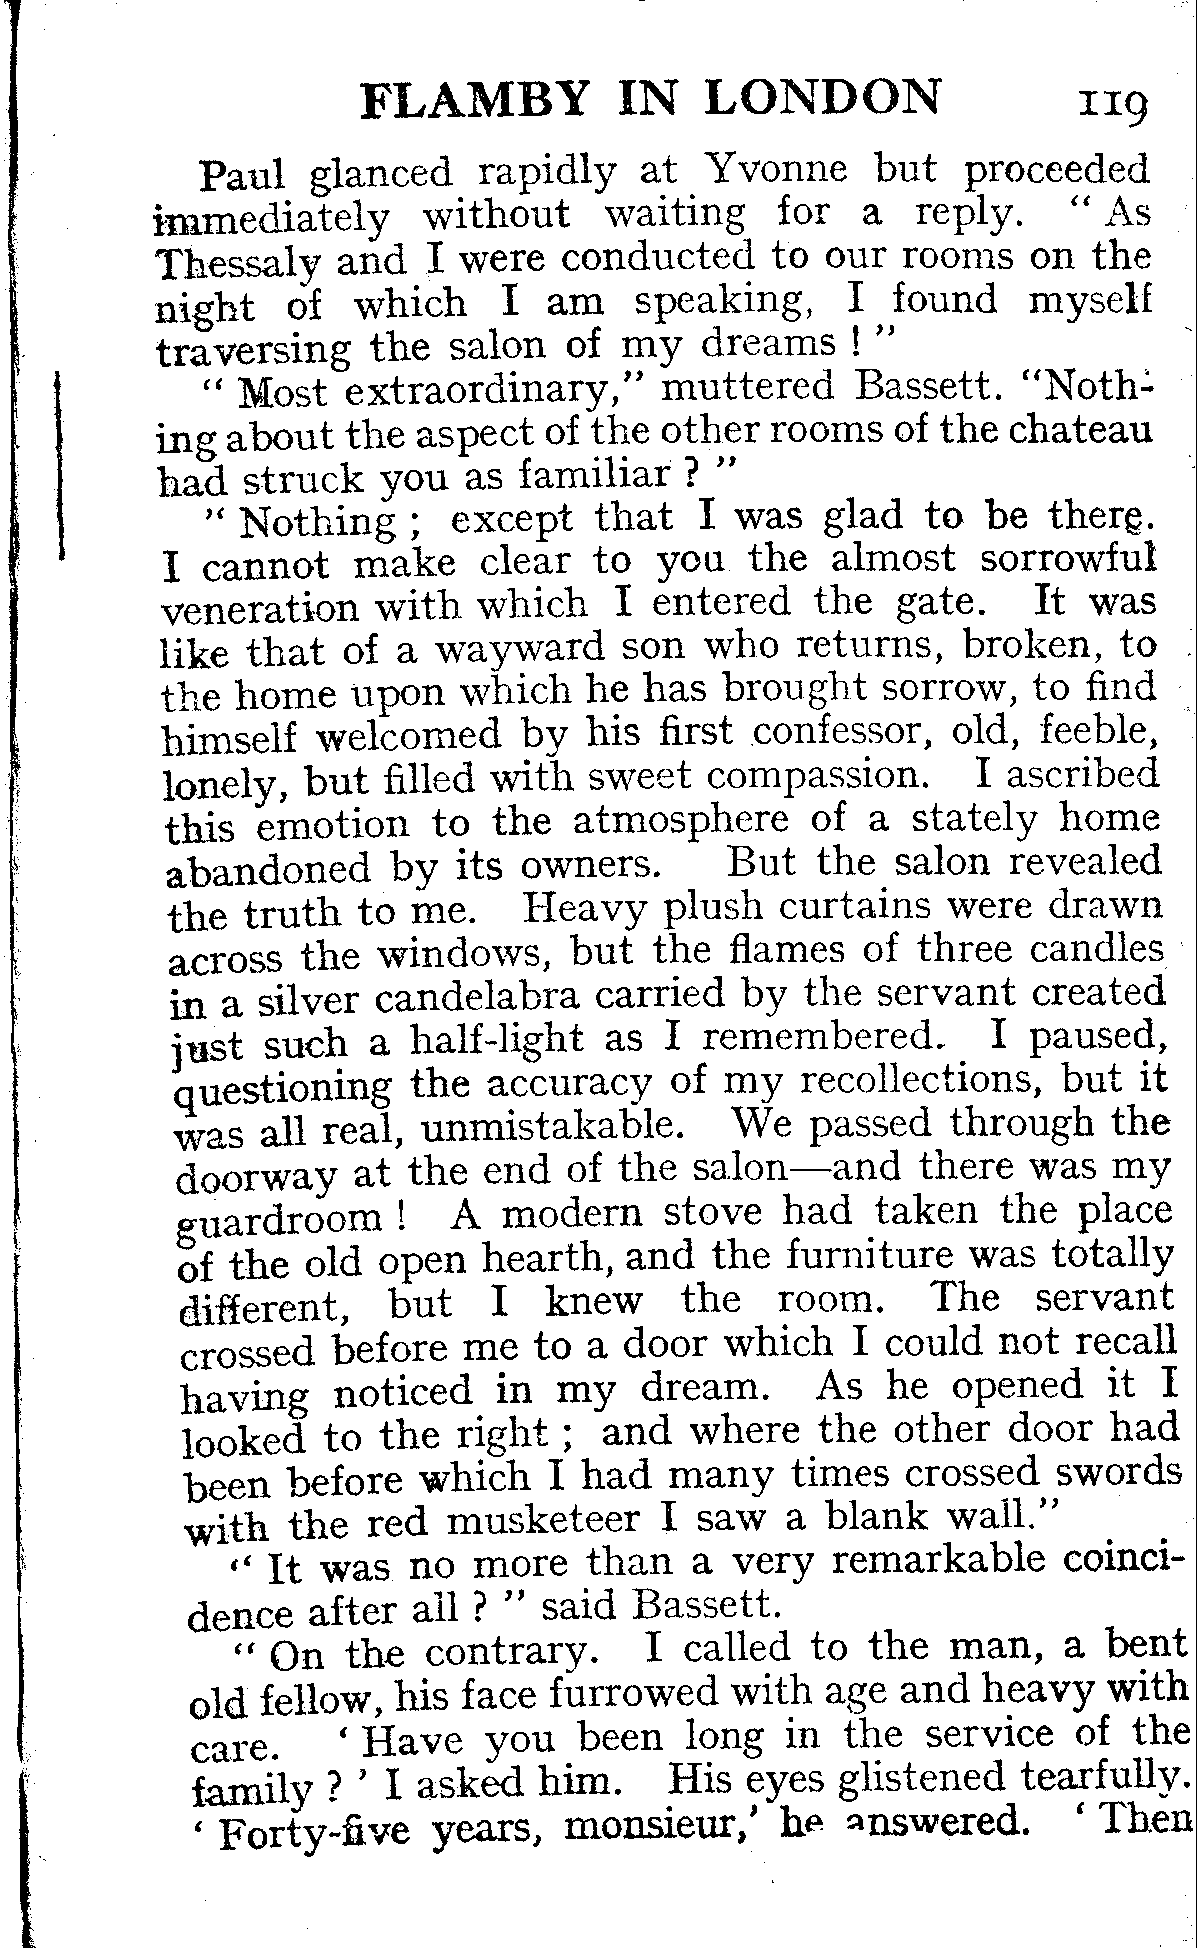 FLAMBY IN LONDON 119
Paul glanced rapidly at Yvonne but proceeded
immediately without waiting for a reply. “ As
Thessaly and I were conducted to our rooms on the
night of which I am speaking, I found myself
traversing the salon of my dreams ! ”
“ Most extraordinary,” muttered Bassett. “Noth-
ing about the aspect of the other rooms of the chateau
had struck you as familiar ? ”
” Nothing ; except that I was glad to be there.
I cannot make clear to you the almost sorrowful
veneration with which I entered the gate. It was
like that of a wayward son who returns, broken, to
the home upon which he has brought sorrow, to find
himself welcomed by his first confessor, old, feeble,
lonely, but filled with sweet compassion. I ascribed
this emotion to the atmosphere of a stately home
abandoned by its owners. But the salon revealed
the truth to me. Heavy plush curtains were drawn
across the windows, but the flames of three candles
in a silver candelabra carried by the servant created
just such a half-light as I remembered. I paused,
questioning the accuracy of my recollections, but it
was all real, unmistakable. We passed through the
doorway at the end of the salon—and there was my
guardroom ! A modern stove had taken the place
of the old open hearth, and the furniture was totally
different, but I knew the room. The servant
crossed before me to a door which I could not recall
having noticed in my dream. As he opened it I
looked to the right ; and where the other door had
been before which I had many times crossed swords
with the red musketeer I saw a blank wall.”
“ It was no more than a very remarkable coinci-
dence after all ? ” said Bassett.
“ On the contrary. I called to the man, a bent
old fellow, his face furrowed with age and heavy with
care. ‘ Have you been long in the service of the
family ? ’ I asked him. His eyes glistened tearfully.
‘ Forty-five years, monsieur,’ he answered. ‘ Then